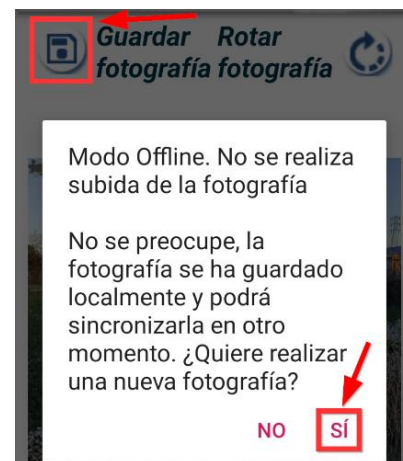 Guardar Rotar
fotografía fotografía
Modo Offline. No se realiza
subida de la fotografía
No se preocupe, la
fotografía se ha guardado
localmente y podrá
sincronizarla en otro
momento. ¿Quiere realizar
una nueva fotografía?
NO SÍ